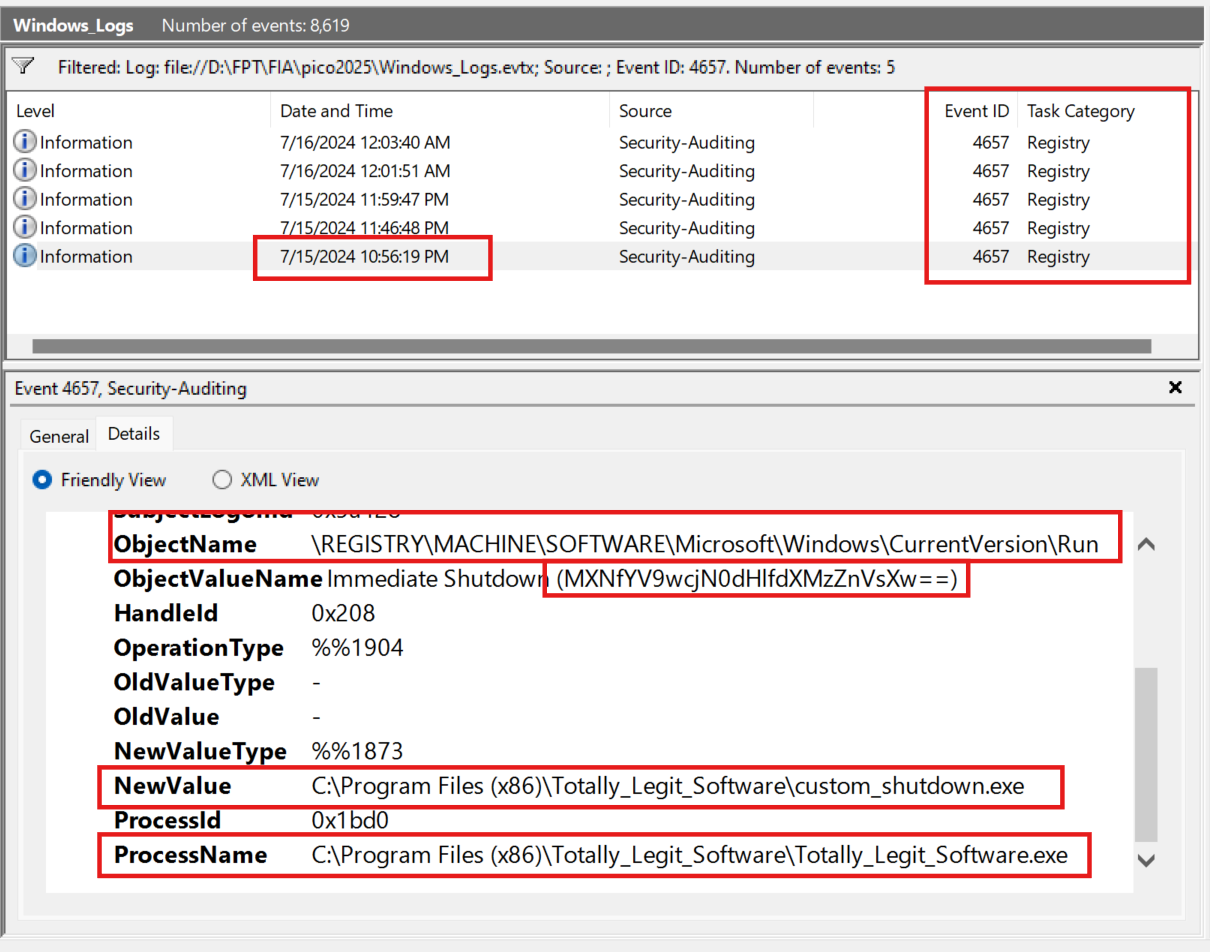 Windows_Logs Number of events: 8,619
Filtered: Log: file://D:\FPT\FIA\pico2025\Windows_Logs.evtx; Source: ; Event ID: 4657. Number of events: 5
Level Date and Time Source Event ID Task Category
Information 7/16/2024 12:03:40 AM Security-Auditing 4657 Registry
Information 7/16/2024 12:01:51 AM Security-Auditing 4657 Registry
Information 7/15/2024 11:59:47 PM Security-Auditing 4657 Registry
Information 7/15/2024 11:46:48 PM Security-Auditing 4657 Registry
Information 7/15/2024 10:56:19 PM Security-Auditing 4657 Registry
Event 4657, Security-Auditing
General Details
Friendly View XML View
SubjectLogonId
ObjectName \REGISTRY\MACHINE\SOFTWARE\Microsoft\Windows\CurrentVersion\Run
ObjectValueName Immediate Shutdown (MXNfYV9wcjN0dHlfdXMzZnVsXw==)
HandleId 0x208
OperationType %%1904
OldValueType -
OldValue -
NewValueType %%1873
NewValue C:\Program Files (x86)\Totally_Legit_Software\custom_shutdown.exe
ProcessId 0x1bd0
ProcessName C:\Program Files (x86)\Totally_Legit_Software\Totally_Legit_Software.exe